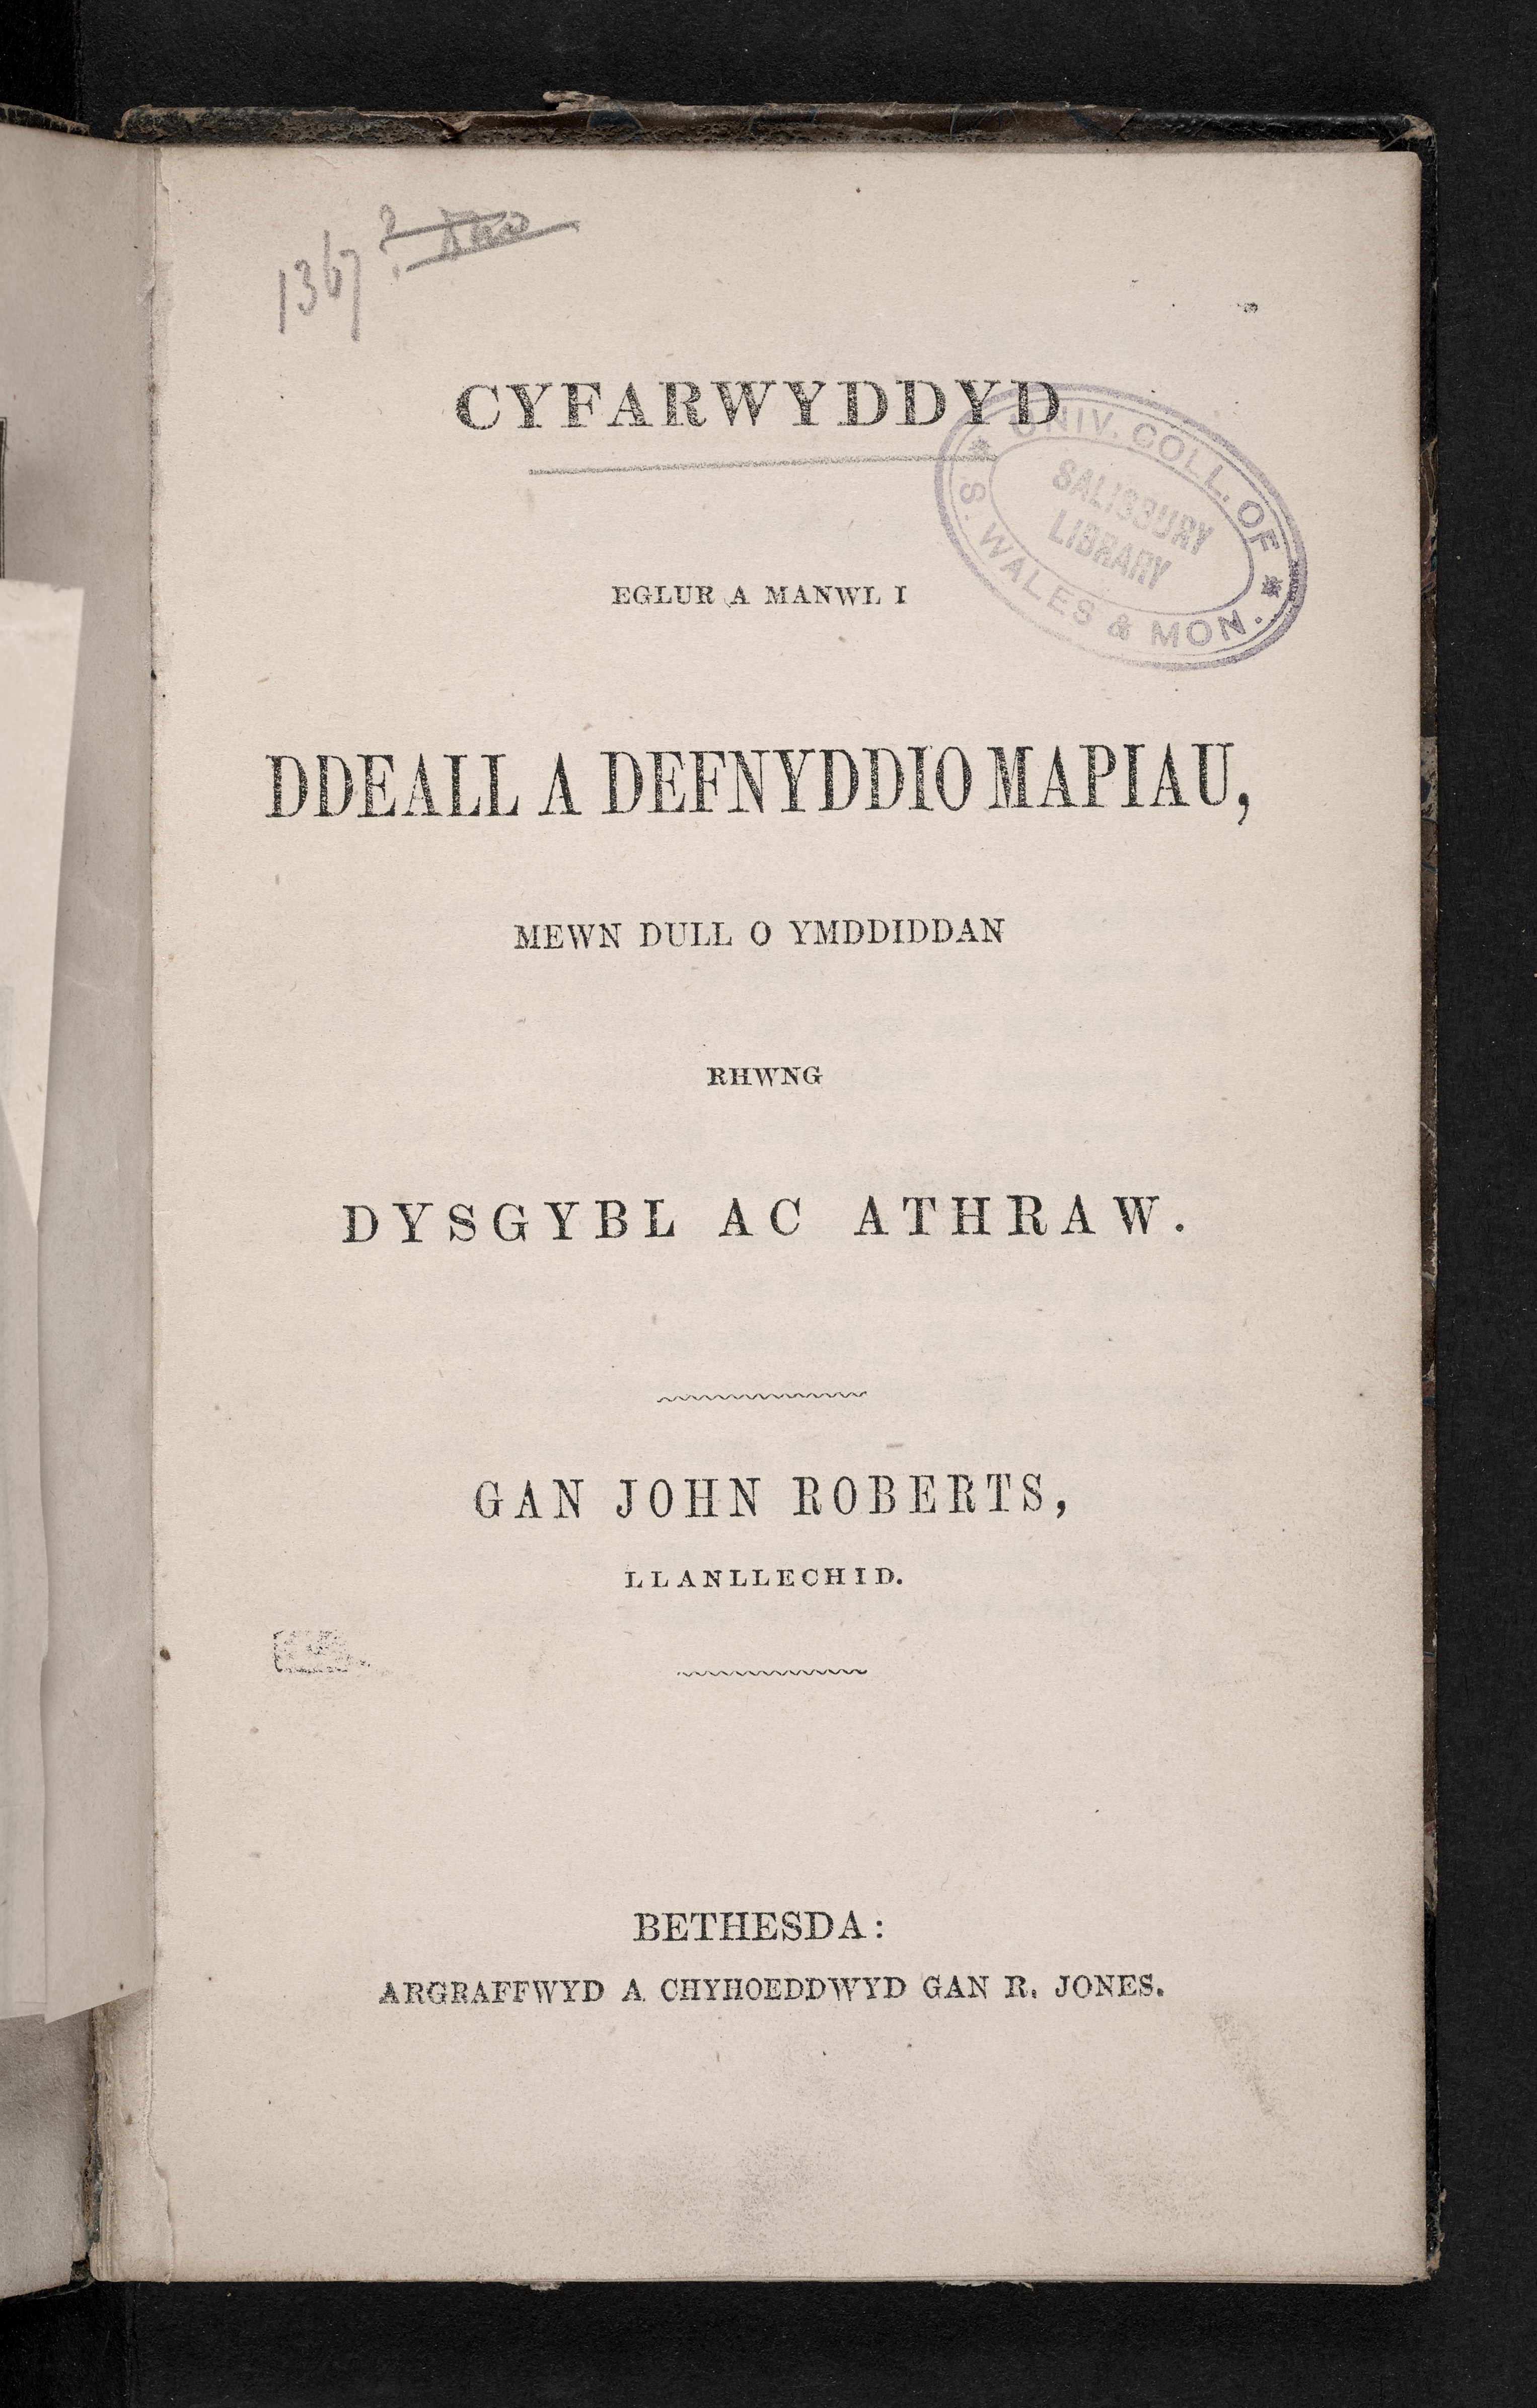 1367 ?
CYFARWYDDYD
UNIV. COLL. OF
S. WALES & MON.
SALISBURY
LIBRARY
EGLUR A MANWL I
DDEALL A DEFNYDDIO MAPIAU,
MEWN DULL O YMDDIDDAN
RHWNG
DYSGYBL AC ATHRAW.
GAN JOHN ROBERTS,
LLANLLECHID.
BETHESDA:
ARGRAFFWYD A CHYHOEDDWYD GAN R. JONES.